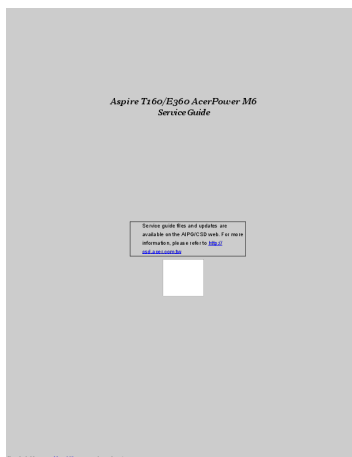 Aspire T160/E360 AcerPower M6
Service Guide
Service guide files and updates are
available on the AIPG/CSD web. For more
information, please refer to http://
csd.acer.com.tw